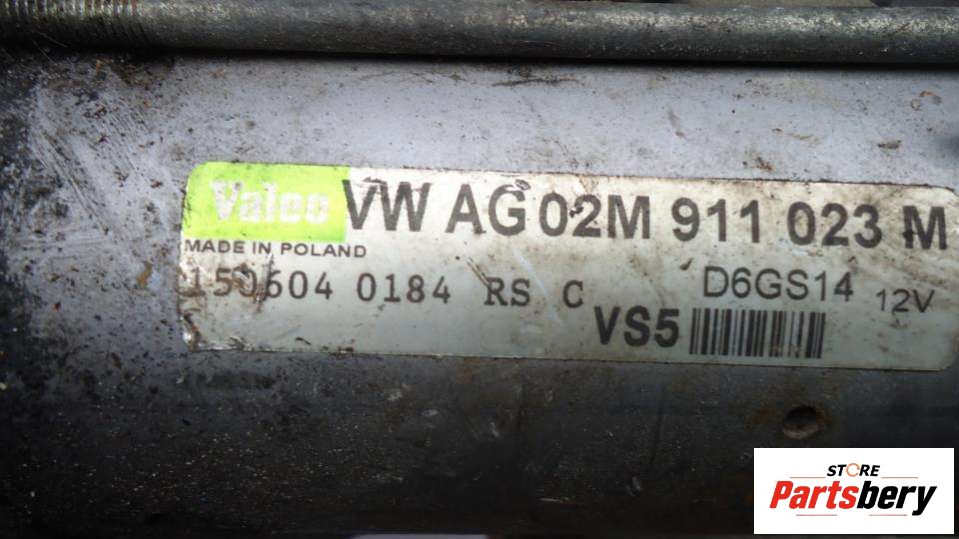 Valeo VW AG 02M 911 023 M
MADE IN POLAND
150604 0184 RS C D6GS14 12V
VS5
STORE
Partsbery